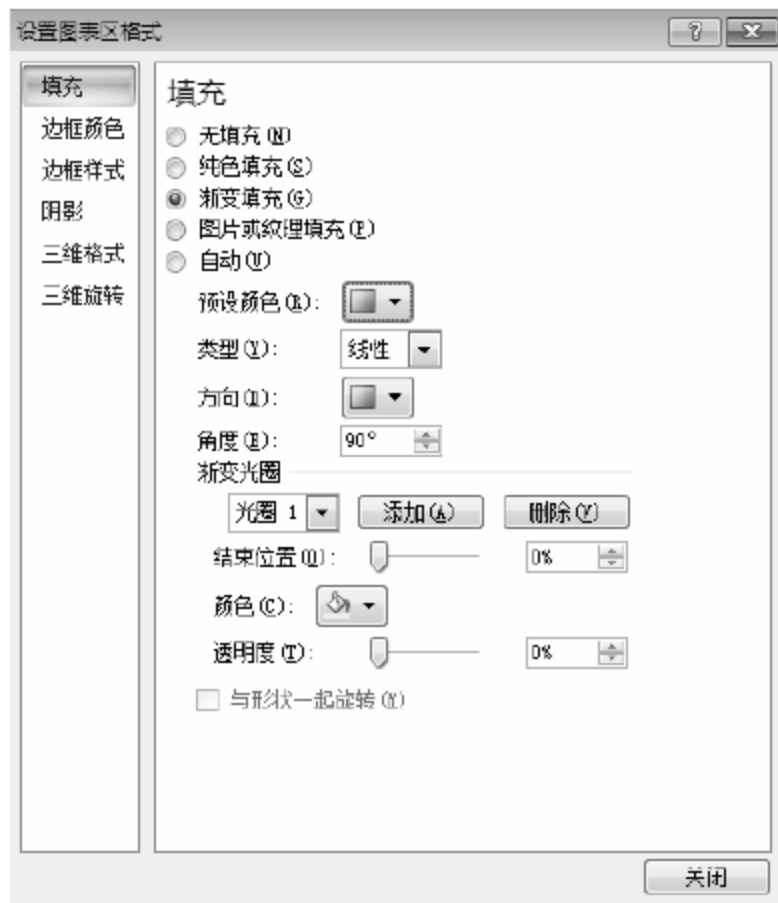 设置图表区格式
填充
边框颜色
边框样式
阴影
三维格式
三维旋转
填充
无填充(N)
纯色填充(S)
渐变填充(G)
图片或纹理填充(P)
自动(U)
预设颜色(R):
类型(Y): 线性
方向(D):
角度(E): 90°
渐变光圈
光圈 1 添加(A) 删除(V)
结束位置(O): 0%
颜色(C):
透明度(T): 0%
与形状一起旋转(W)
关闭